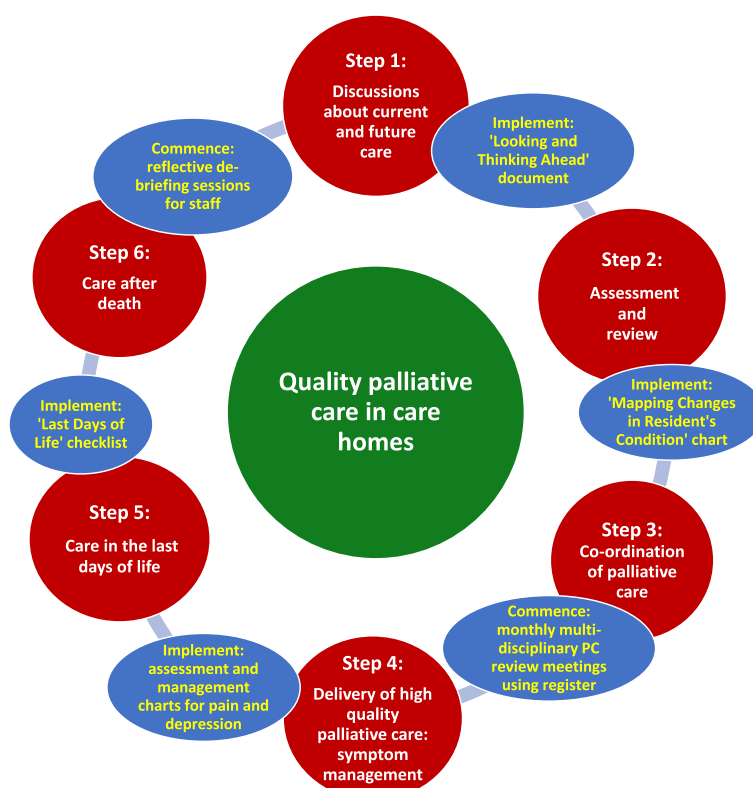 Step 1:
Discussions
about current
and future
care
Implement:
'Looking and
Thinking Ahead'
document
Step 2:
Assessment
and
review
Implement:
'Mapping Changes
in Resident's
Condition' chart
Step 3:
Co-ordination
of palliative
care
Commence:
monthly multi-
disciplinary PC
review meetings
using register
Step 4:
Delivery of high
quality
palliative care:
symptom
management
Implement:
assessment and
management
charts for pain and
depression
Step 5:
Care in the last
days of life
Implement:
'Last Days of
Life' checklist
Step 6:
Care after
death
Commence:
reflective de-
briefing sessions
for staff
Quality palliative
care in care
homes